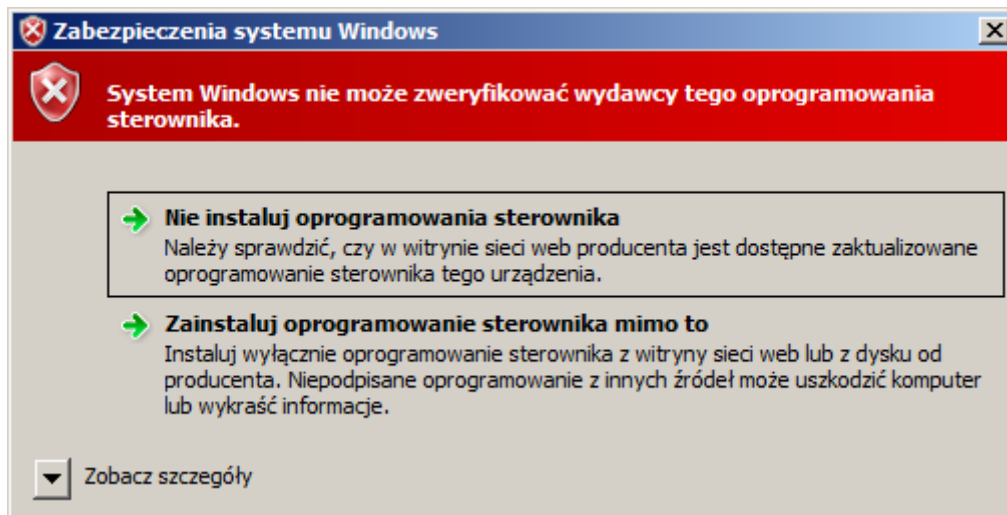 Zabezpieczenia systemu Windows
System Windows nie może zweryfikować wydawcy tego oprogramowania
sterownika.
Nie instaluj oprogramowania sterownika
Należy sprawdzić, czy w witrynie sieci web producenta jest dostępne zaktualizowane
oprogramowanie sterownika tego urządzenia.
Zainstaluj oprogramowanie sterownika mimo to
Instaluj wyłącznie oprogramowanie sterownika z witryny sieci web lub z dysku od
producenta. Niepodpisane oprogramowanie z innych źródeł może uszkodzić komputer
lub wykraść informacje.
Zobacz szczegóły